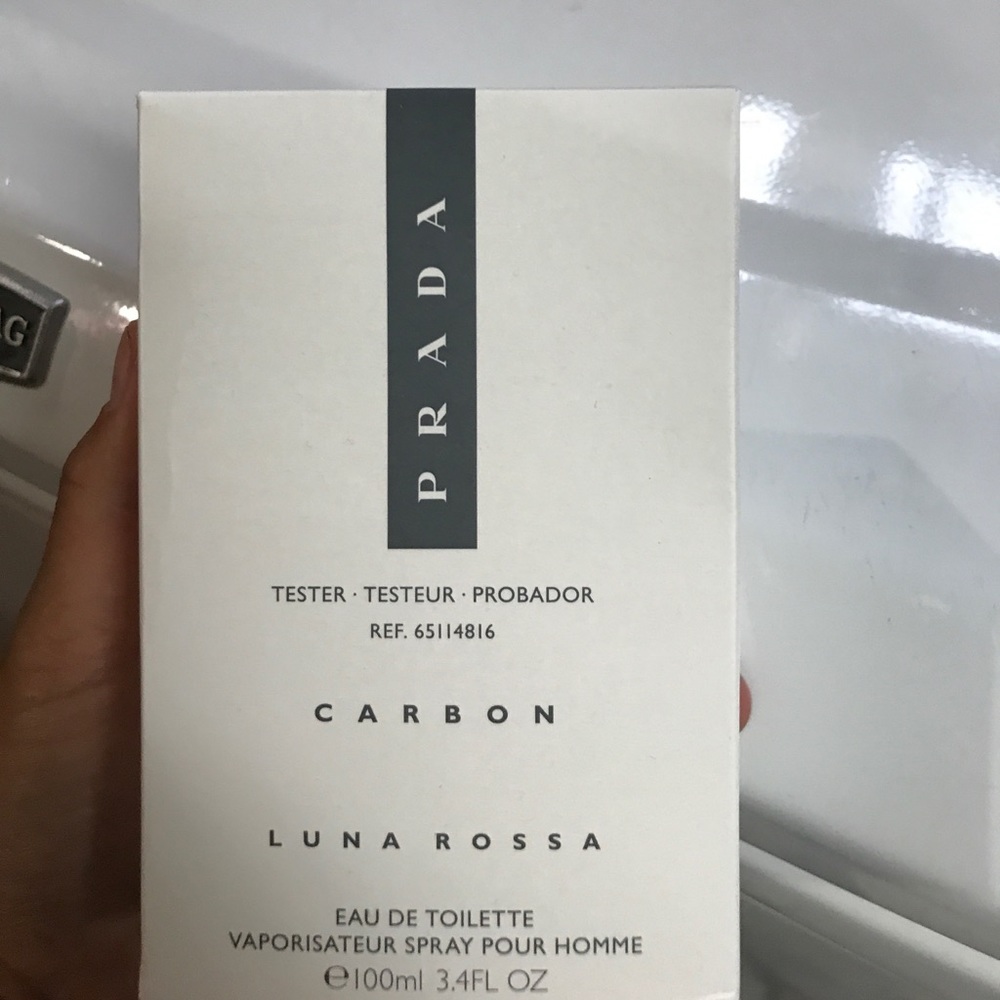 PRADA
TESTER · TESTEUR · PROBADOR
REF. 65114816
CARBON
LUNA ROSSA
EAU DE TOILETTE
VAPORISATEUR SPRAY POUR HOMME
℮100ml 3.4FL OZ